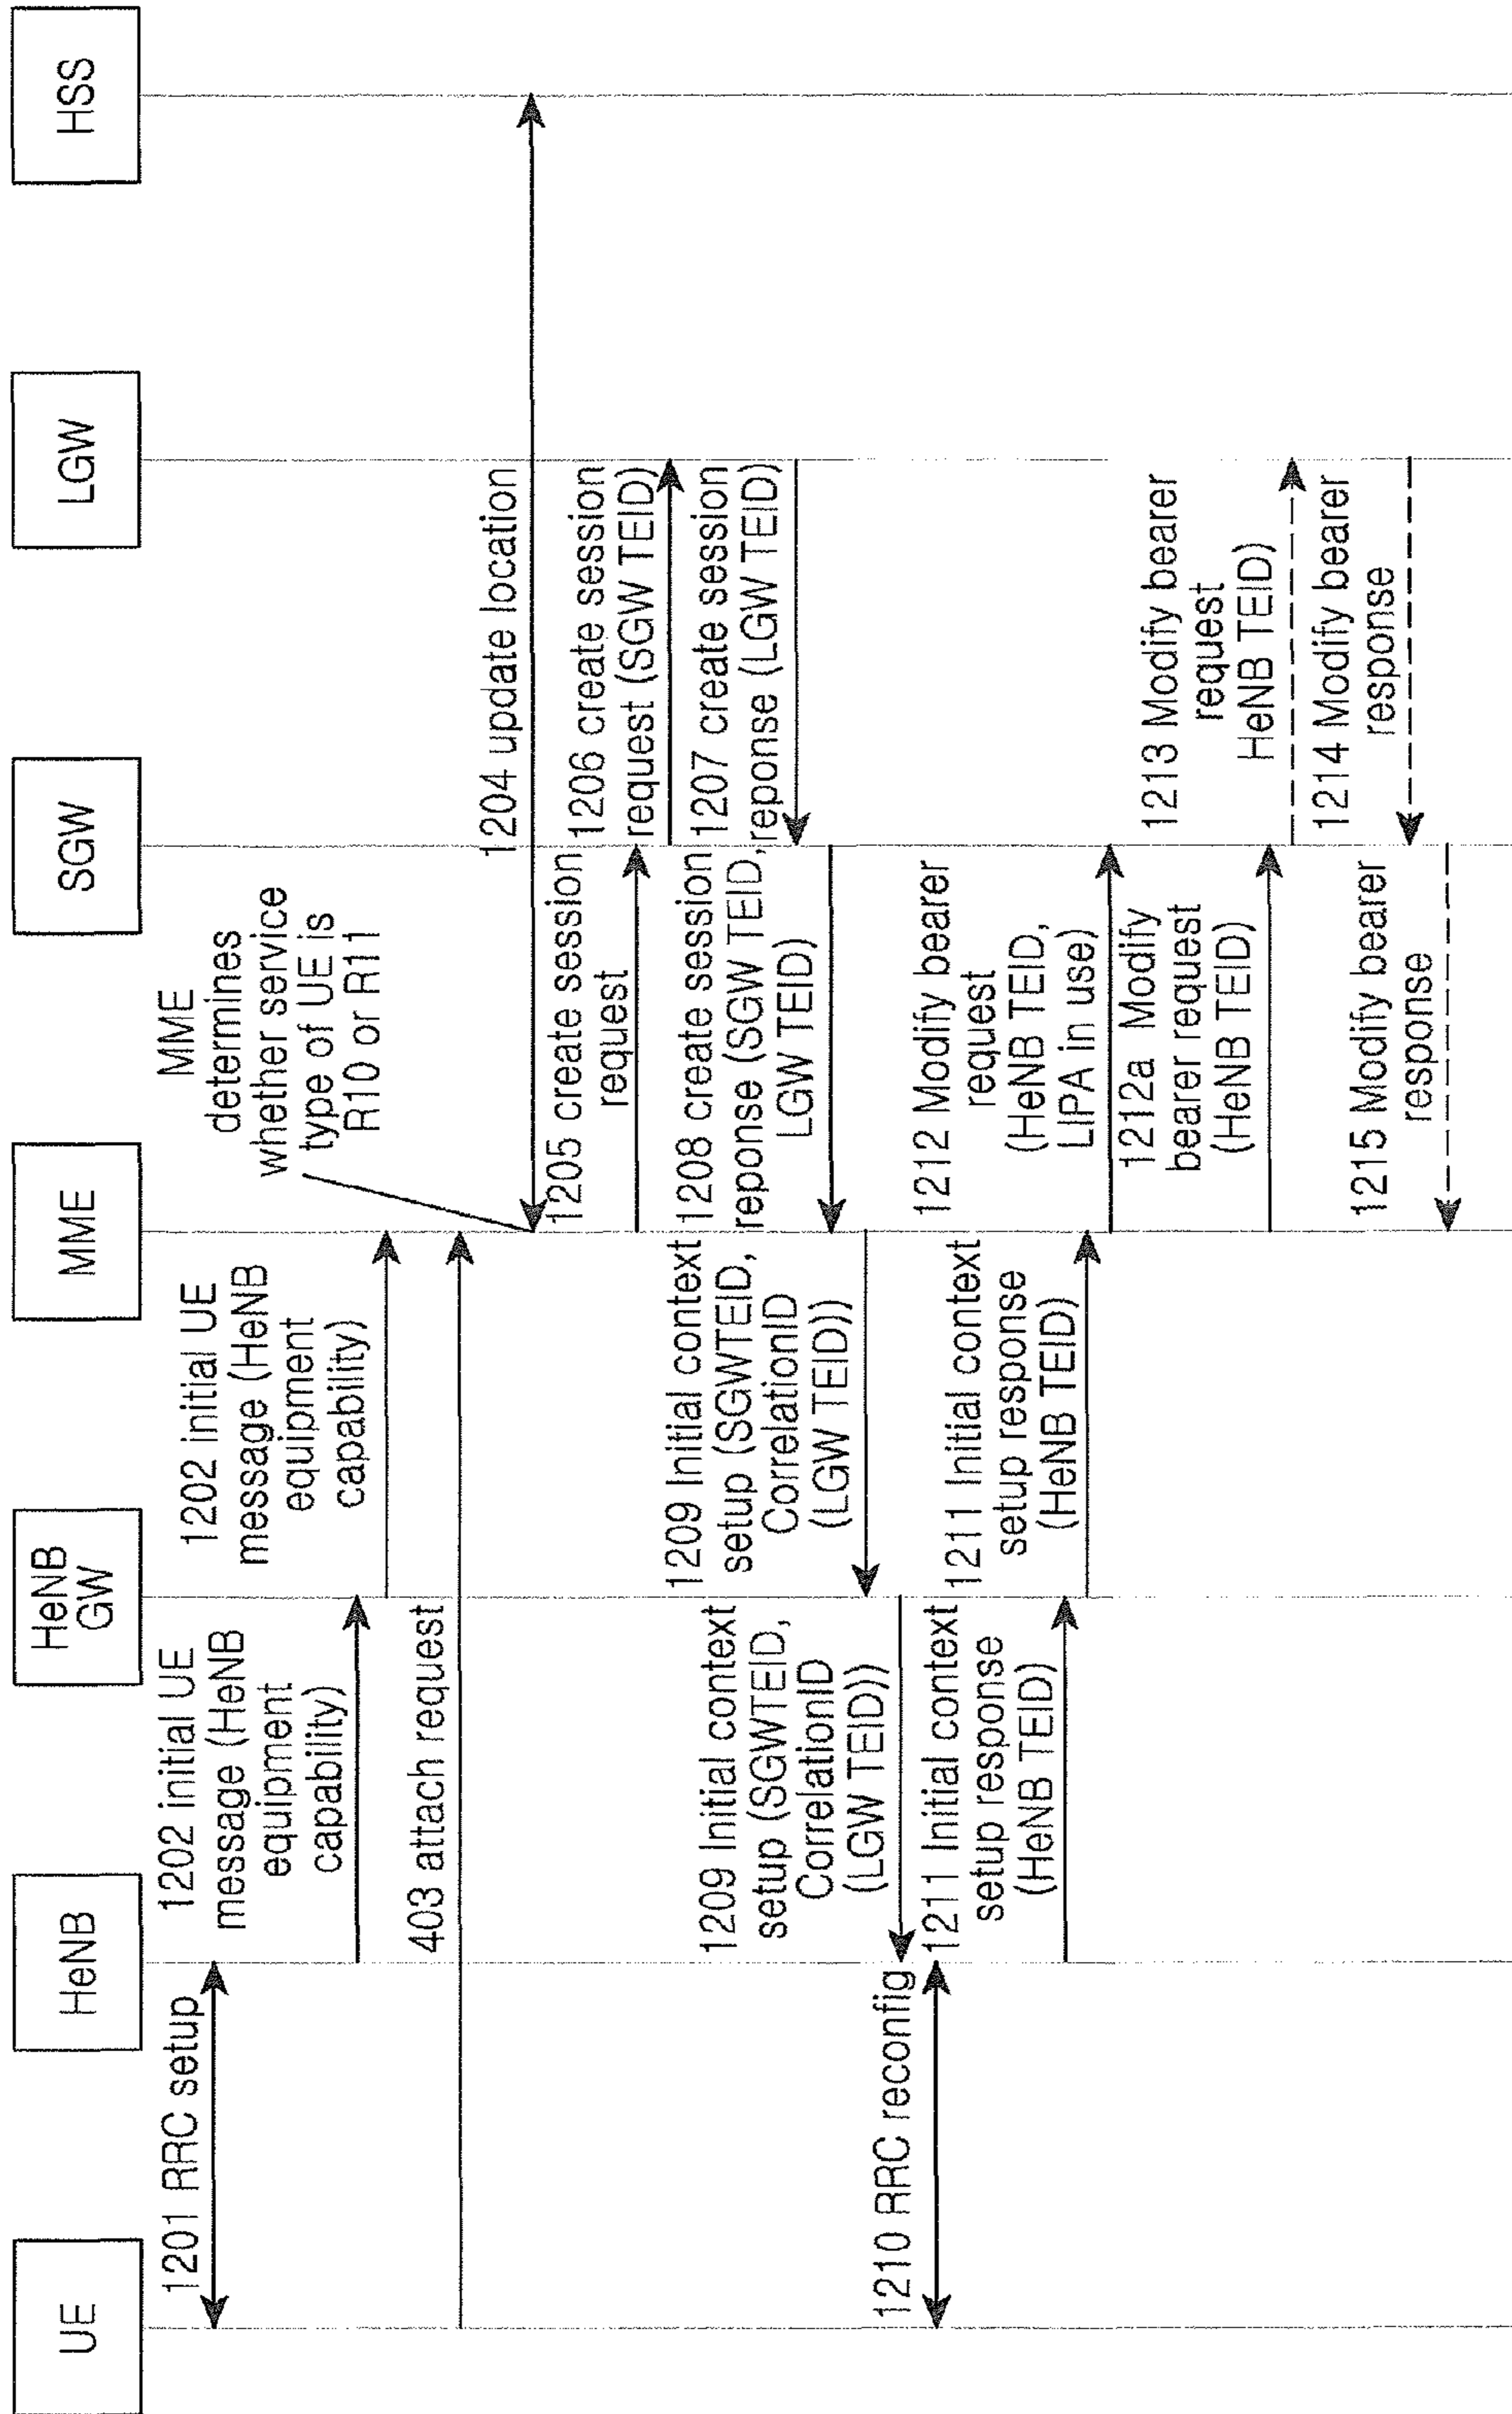 UE
HeNB
HeNB
GW
MME
SGW
LGW
HSS
1201 RRC setup
1202 initial UE
message (HeNB
equipment
capability)
1202 initial UE
message (HeNB
equipment
capability)
403 attach request
MME
determines
whether service
type of UE is
R10 or R11
1204 update location
1205 create session
request
1206 create session
request (SGW TEID)
1207 create session
reponse (LGW TEID)
1208 create session
reponse (SGW TEID,
LGW TEID)
1209 Initial context
setup (SGWTEID,
CorrelationID
(LGW TEID))
1209 Initial context
setup (SGWTEID,
CorrelationID
(LGW TEID))
1210 RRC reconfig
1211 Initial context
setup response
(HeNB TEID)
1211 Initial context
setup response
(HeNB TEID)
1212 Modify bearer
request
(HeNB TEID,
LIPA in use)
1212a Modify
bearer request
(HeNB TEID)
1213 Modify bearer
request
HeNB TEID)
1214 Modify bearer
response
1215 Modify bearer
response